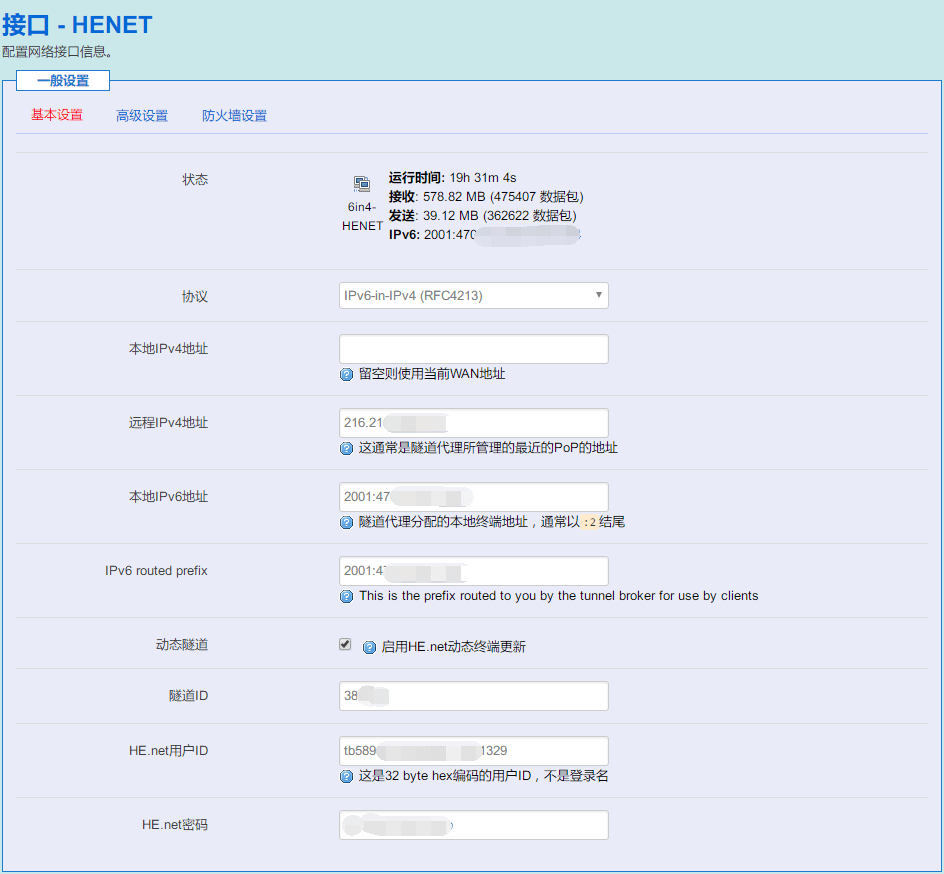 接口 - HENET
配置网络接口信息。
一般设置
基本设置 高级设置 防火墙设置
状态
6in4-HENET
运行时间: 19h 31m 4s
接收: 578.82 MB (475407 数据包)
发送: 39.12 MB (362622 数据包)
IPv6: 2001:470
协议 IPv6-in-IPv4 (RFC4213)
本地IPv4地址
留空则使用当前WAN地址
远程IPv4地址 216.21
这通常是隧道代理所管理的最近的PoP的地址
本地IPv6地址 2001:47
隧道代理分配的本地终端地址，通常以 :2 结尾
IPv6 routed prefix 2001:4
This is the prefix routed to you by the tunnel broker for use by clients
动态隧道 启用HE.net动态终端更新
隧道ID 38
HE.net用户ID tb589 1329
这是32 byte hex编码的用户ID，不是登录名
HE.net密码